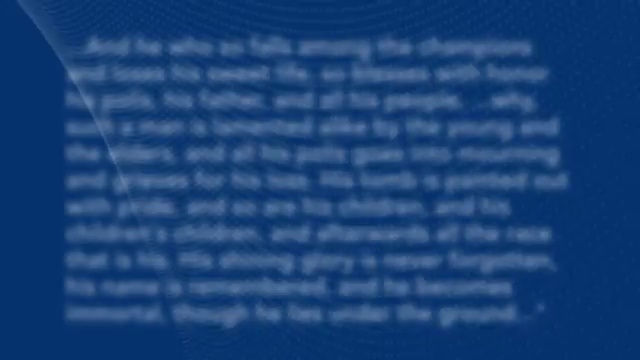 ...And he who so falls among the champions
and loses his sweet life, so blesses with honor
his polis, his father, and all his people. ...why,
such a man is lamented alike by the young and
the elders, and all his polis goes into mourning
and grieves for his loss. His tomb is pointed out
with pride, and so are his children, and his
children's children, and afterwards all the race
that is his. His shining glory is never forgotten,
his name is remembered, and he becomes
immortal, though he lies under the ground..."